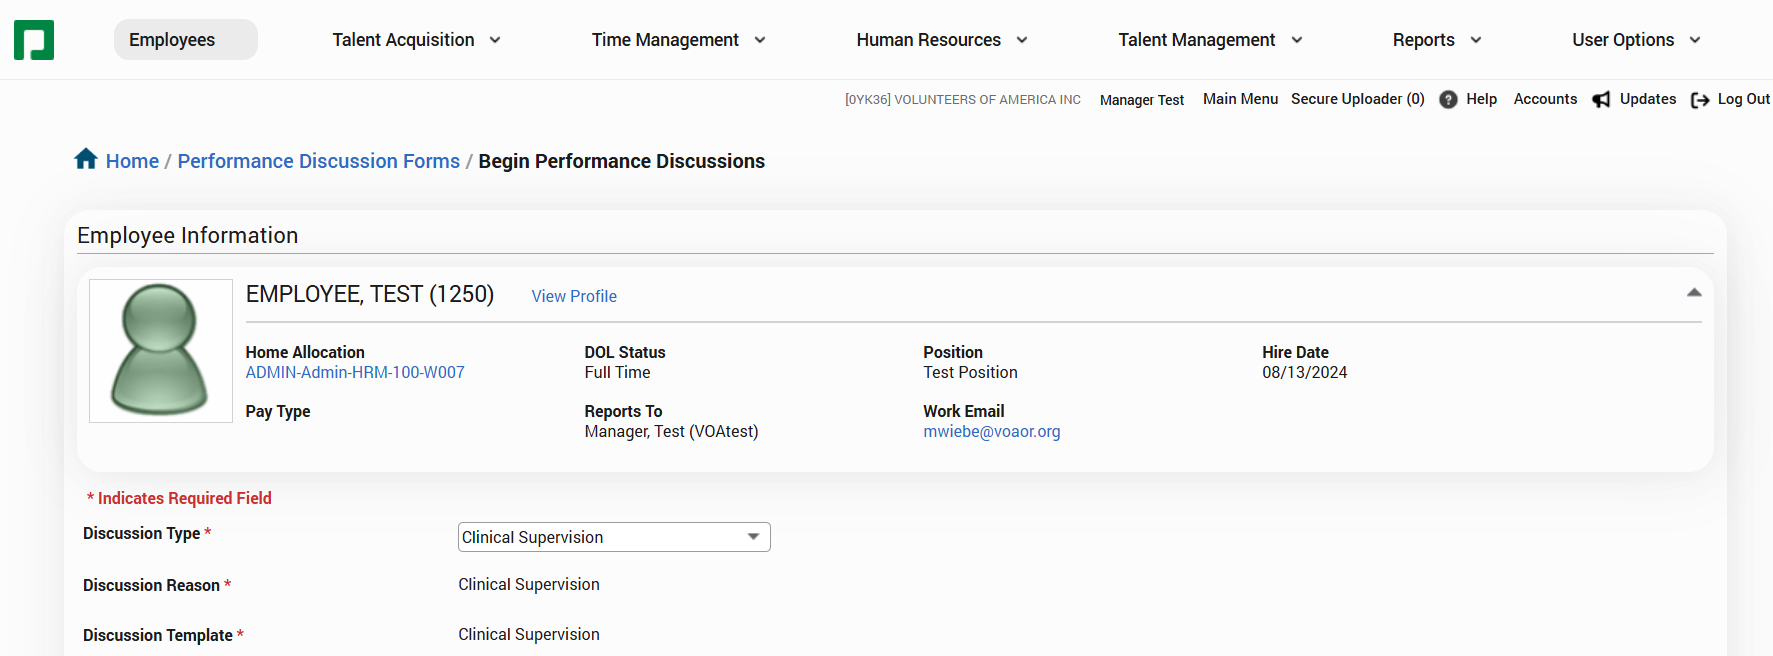 Employees Talent Acquisition Time Management Human Resources Talent Management Reports User Options
[0YK36] VOLUNTEERS OF AMERICA INC Manager Test Main Menu Secure Uploader (0) ? Help Accounts Updates Log Out
Home / Performance Discussion Forms / Begin Performance Discussions
Employee Information
EMPLOYEE, TEST (1250) View Profile
Home Allocation DOL Status Position Hire Date
ADMIN-Admin-HRM-100-W007 Full Time Test Position 08/13/2024
Pay Type Reports To Work Email
Manager, Test (VOAtest) mwiebe@voaor.org
* Indicates Required Field
Discussion Type * Clinical Supervision
Discussion Reason * Clinical Supervision
Discussion Template * Clinical Supervision